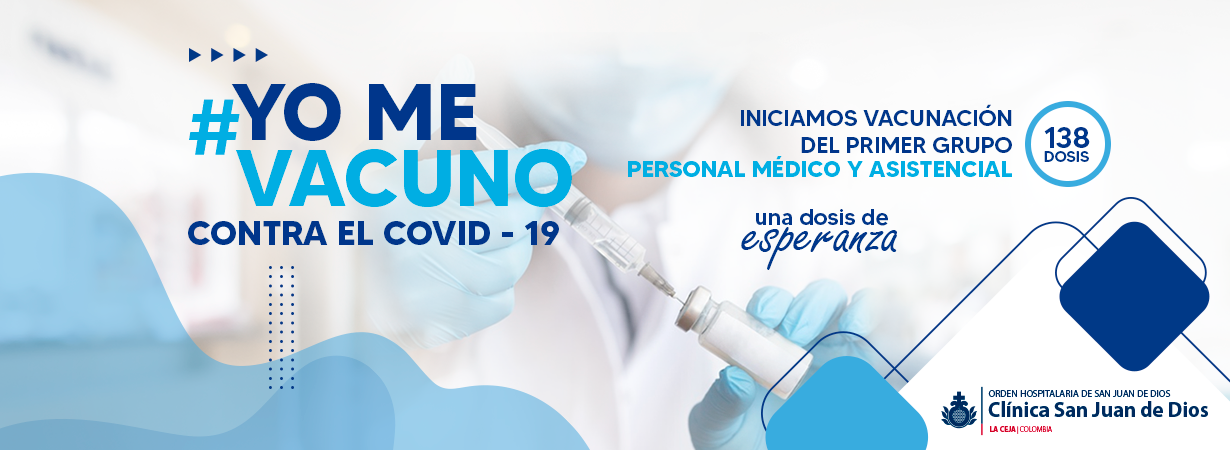 #YO ME
VACUNO
CONTRA EL COVID - 19
INICIAMOS VACUNACIÓN
DEL PRIMER GRUPO
PERSONAL MÉDICO Y ASISTENCIAL
138
DOSIS
una dosis de
esperanza
ORDEN HOSPITALARIA DE SAN JUAN DE DIOS
Clínica San Juan de Dios
LA CEJA | COLOMBIA